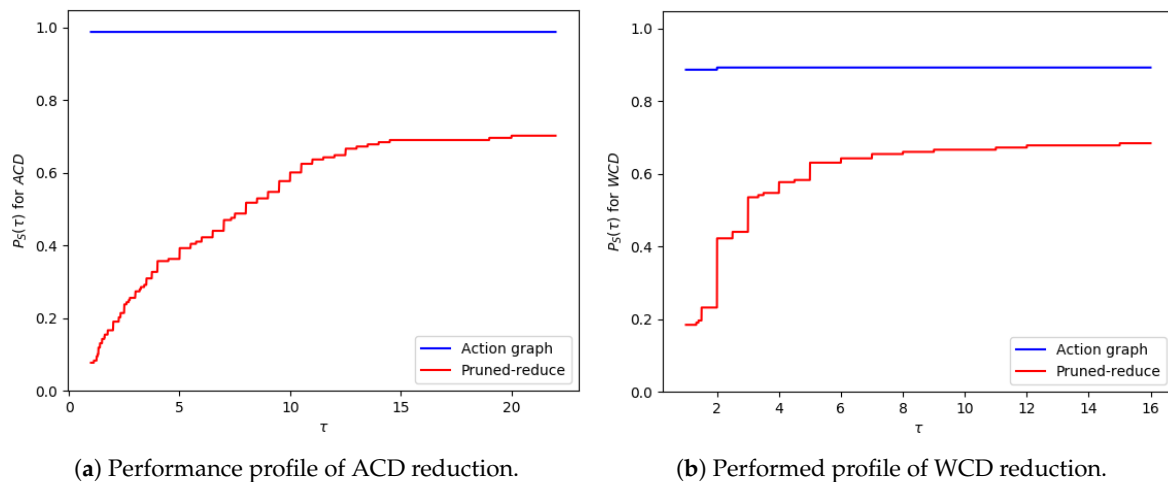 1.0
0.8
0.6
0.4
0.2
0.0
P_S(τ) for ACD
0 5 10 15 20
τ
Action graph
Pruned-reduce
(a) Performance profile of ACD reduction.
1.0
0.8
0.6
0.4
0.2
0.0
P_S(τ) for WCD
2 4 6 8 10 12 14 16
τ
Action graph
Pruned-reduce
(b) Performed profile of WCD reduction.